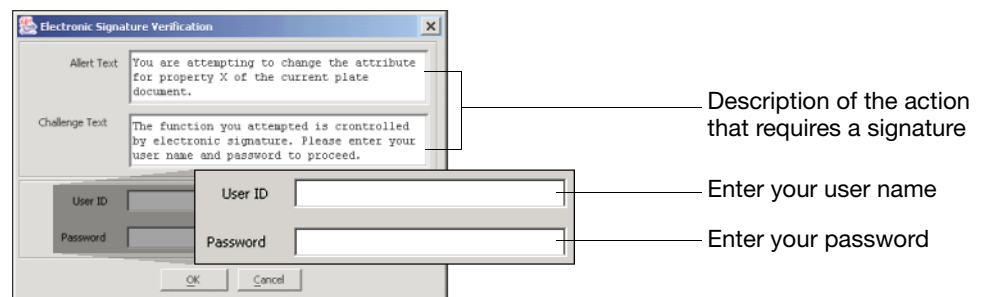 Electronic Signature Verification
Allert Text
You are attempting to change the attribute
for property X of the current plate
document.
Challenge Text
The function you attempted is crontrolled
by electronic signature. Please enter your
user name and password to proceed.
Description of the action
that requires a signature
User ID
User ID
Enter your user name
Password
Password
Enter your password
OK
Cancel